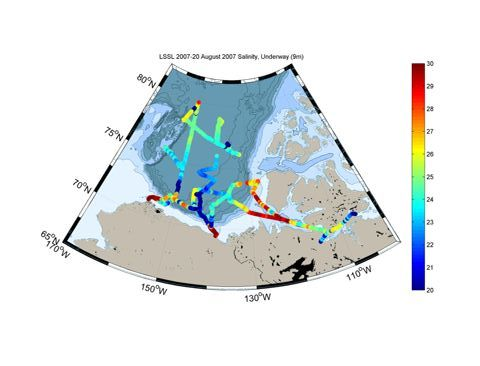 LSSL 2007-20 August 2007 Salinity, Underway (9m)
80°N
75°N
70°N
65°N
170°W
150°W
130°W
110°W
30
29
28
27
26
25
24
23
22
21
20